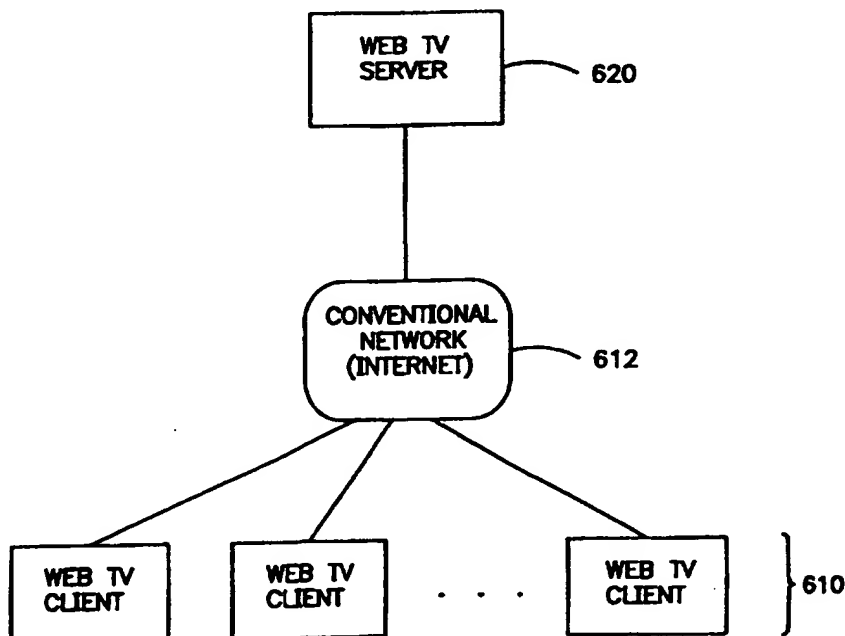 WEB TV
SERVER
620
CONVENTIONAL
NETWORK
(INTERNET)
612
WEB TV
CLIENT
WEB TV
CLIENT
. . .
WEB TV
CLIENT
610